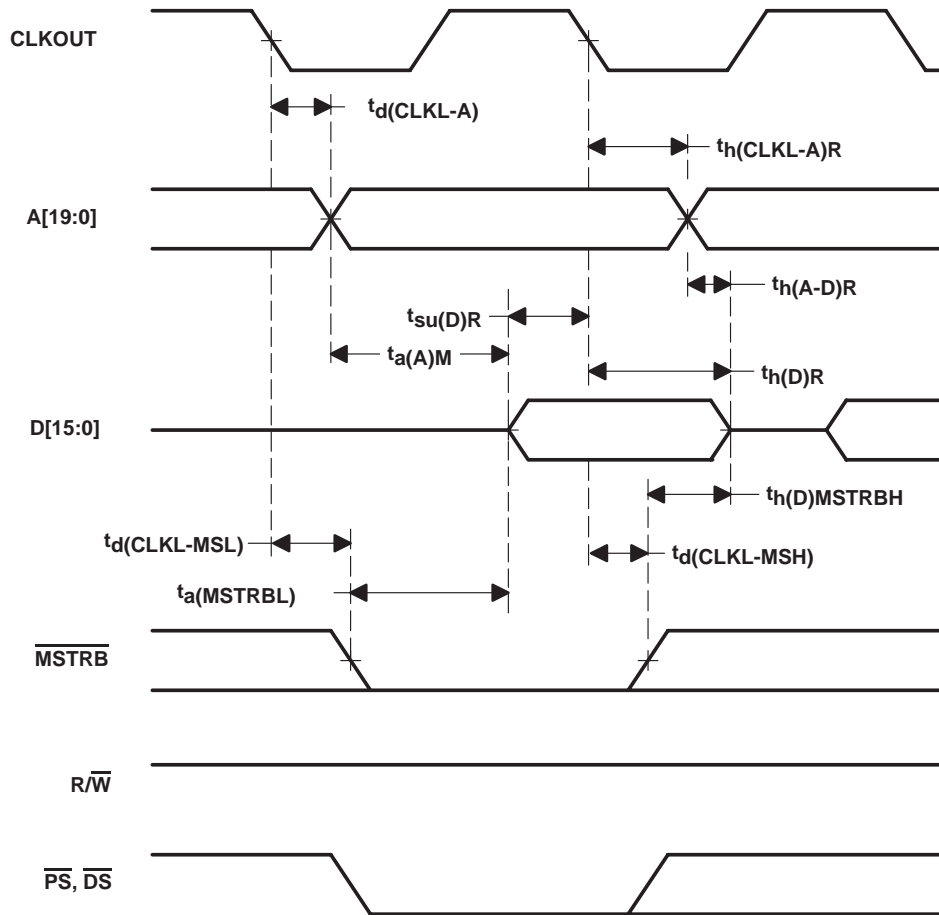 CLKOUT
td(CLKL-A)
th(CLKL-A)R
A[19:0]
th(A-D)R
tsu(D)R
ta(A)M
th(D)R
D[15:0]
th(D)MSTRBH
td(CLKL-MSL)
td(CLKL-MSH)
ta(MSTRBL)
MSTRB
R/W
PS, DS